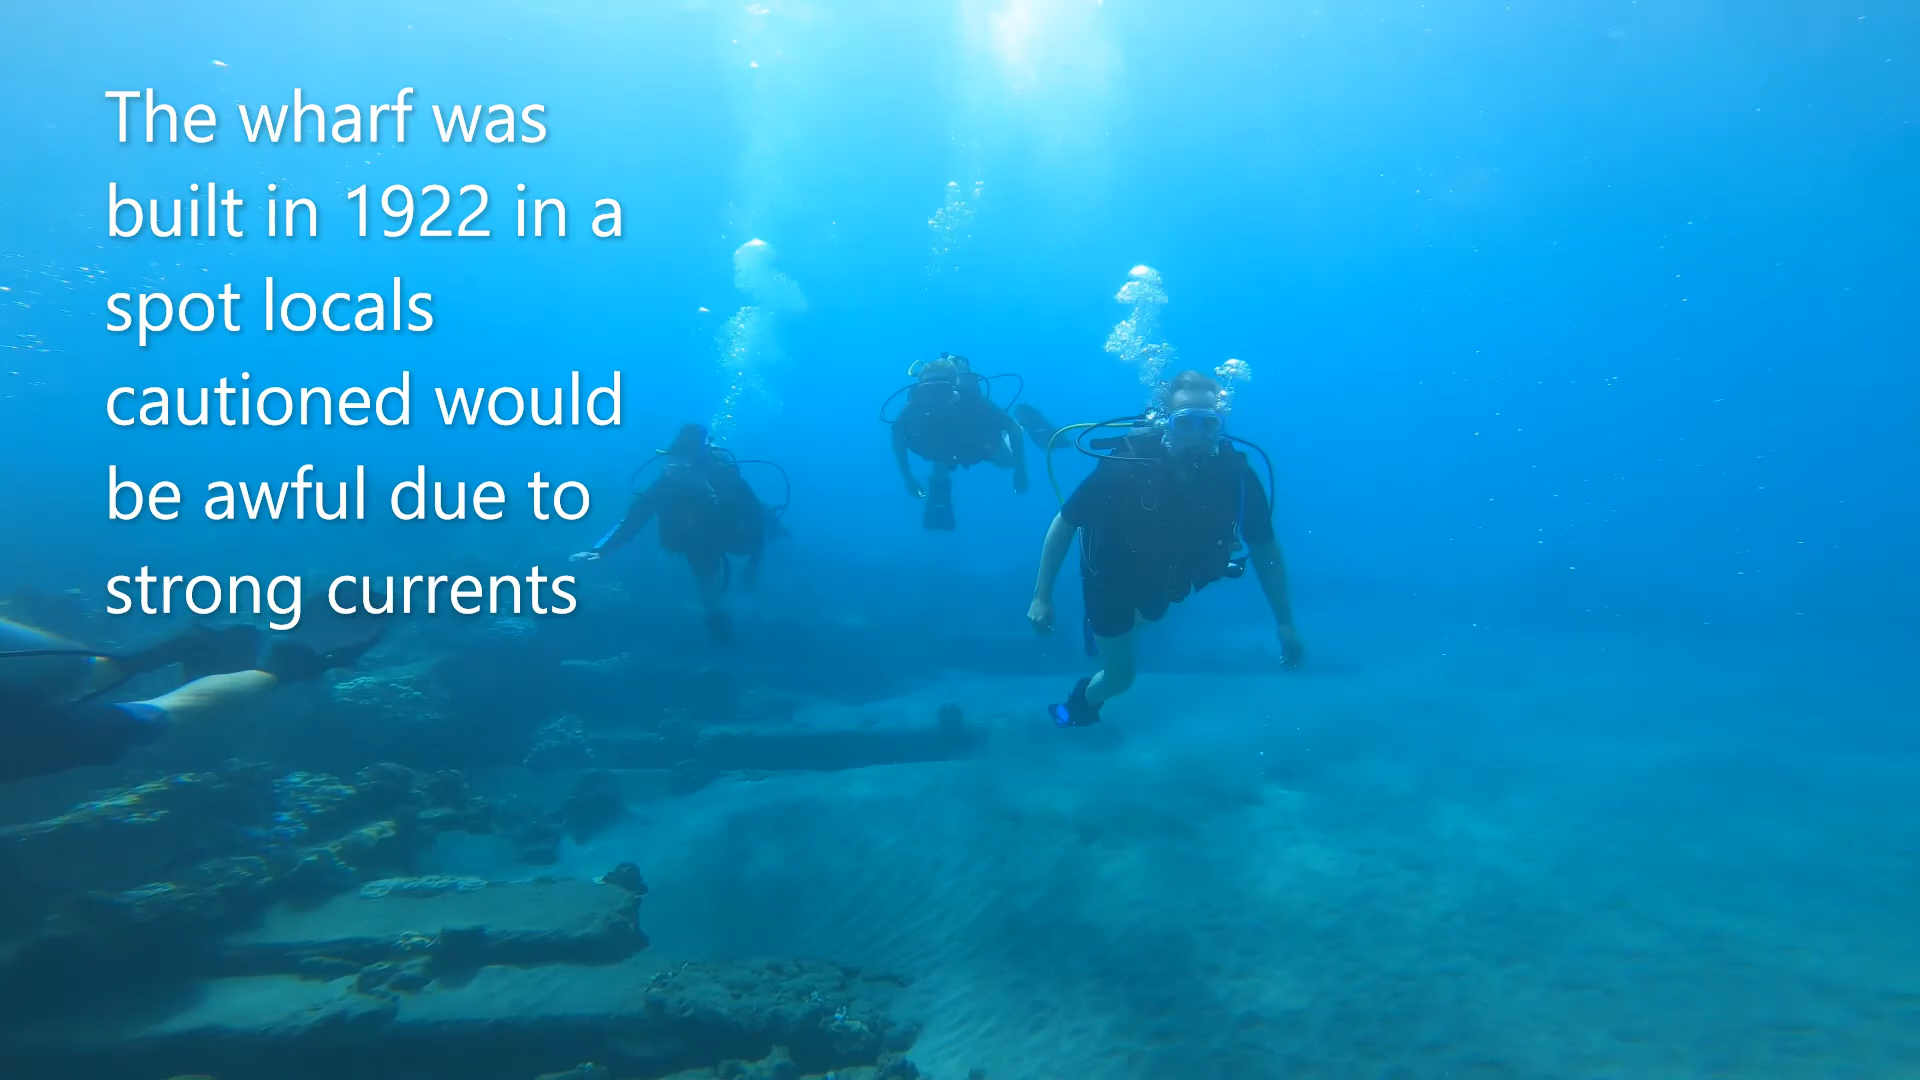 The wharf was
built in 1922 in a
spot locals
cautioned would
be awful due to
strong currents